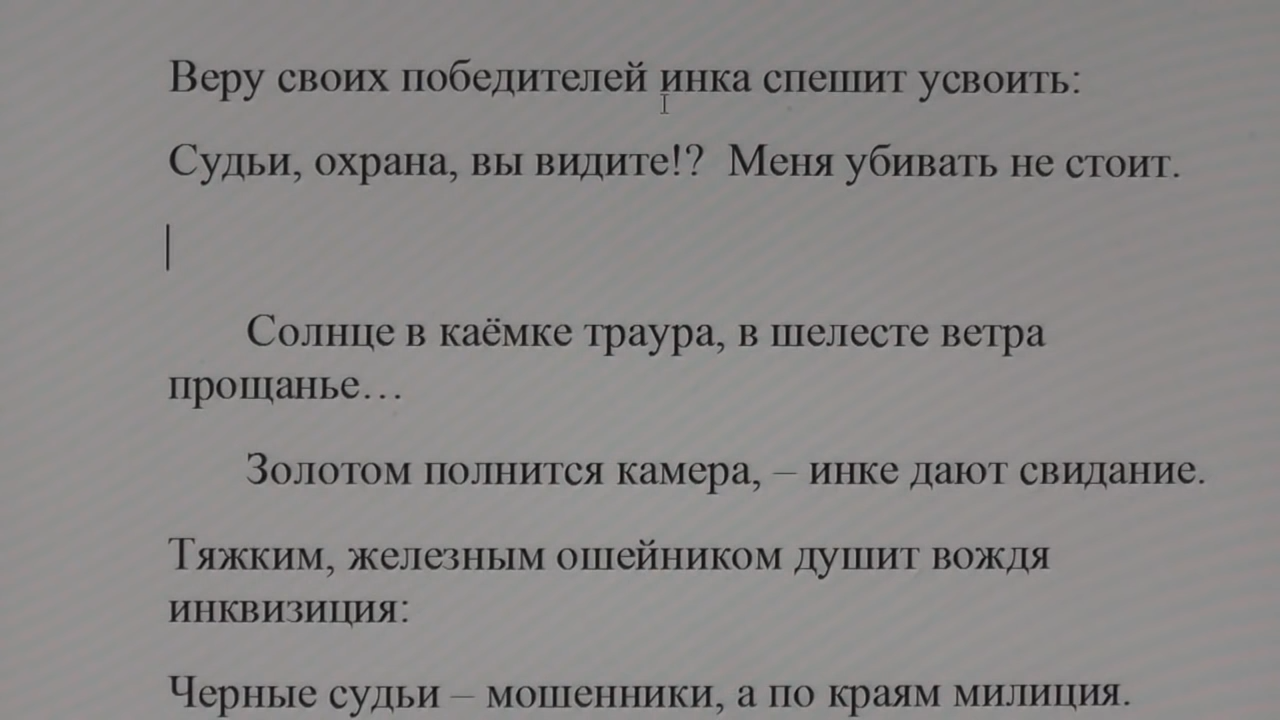 Веру своих победителей инка спешит усвоить:
Судьи, охрана, вы видите!?  Меня убивать не стоит.
Солнце в каёмке траура, в шелесте ветра
прощанье…
Золотом полнится камера, – инке дают свидание.
Тяжким, железным ошейником душит вождя
инквизиция:
Черные судьи – мошенники, а по краям милиция.